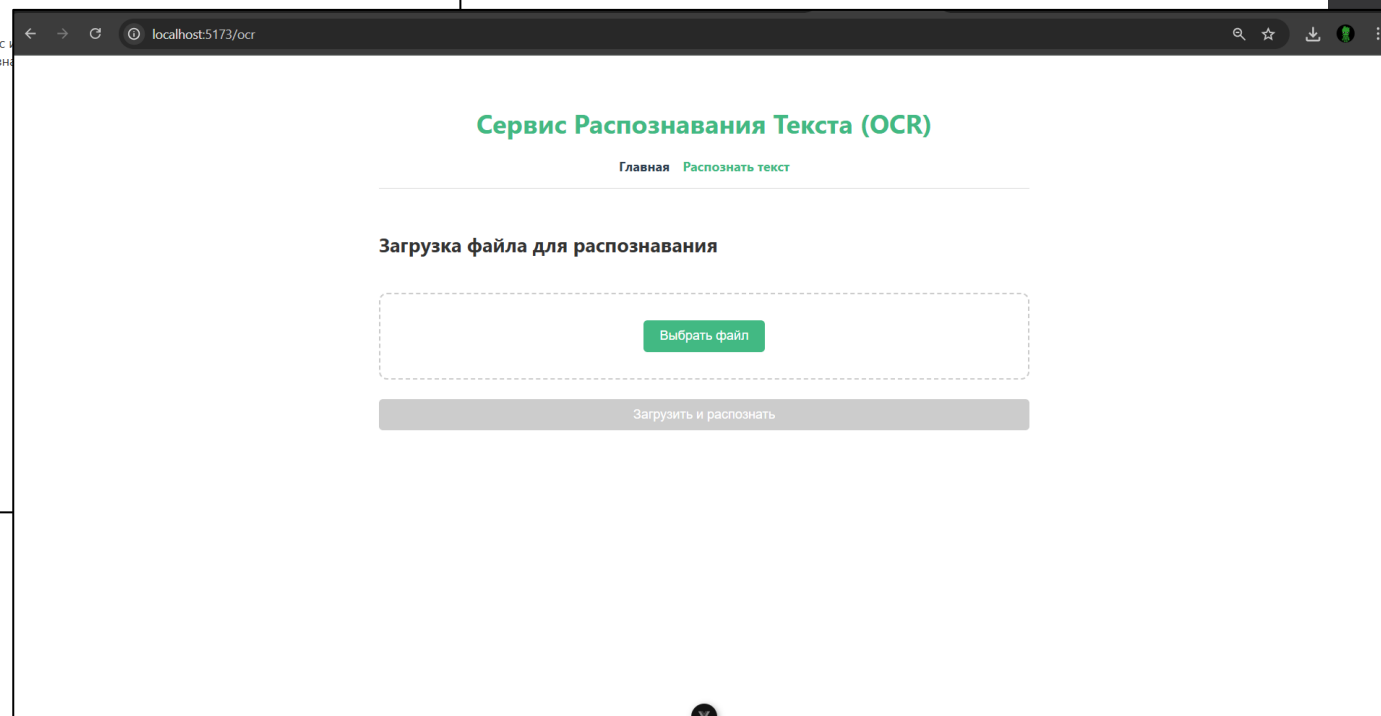 localhost:5173/ocr
Сервис Распознавания Текста (OCR)
Главная Распознать текст
Загрузка файла для распознавания
Выбрать файл
Загрузить и распознать